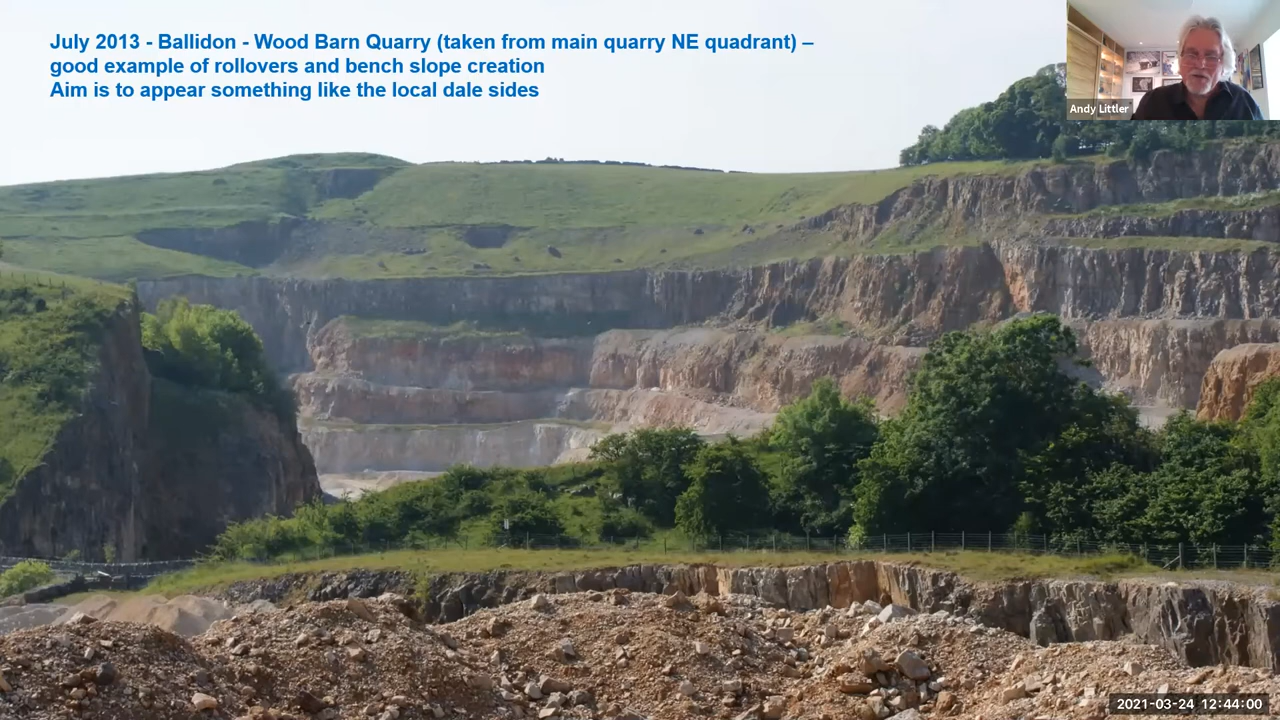 July 2013 - Ballidon - Wood Barn Quarry (taken from main quarry NE quadrant) –
good example of rollovers and bench slope creation
Aim is to appear something like the local dale sides
Andy Littler
2021-03-24 12:44:00